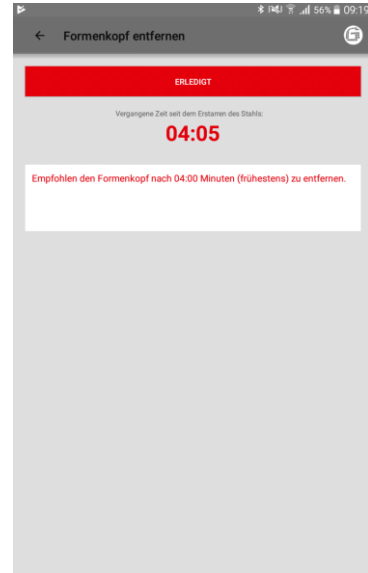 56% 09:19
Formenkopf entfernen
ERLEDIGT
Vergangene Zeit seit dem Erstarren des Stahls:
04:05
Empfohlen den Formenkopf nach 04:00 Minuten (frühestens) zu entfernen.